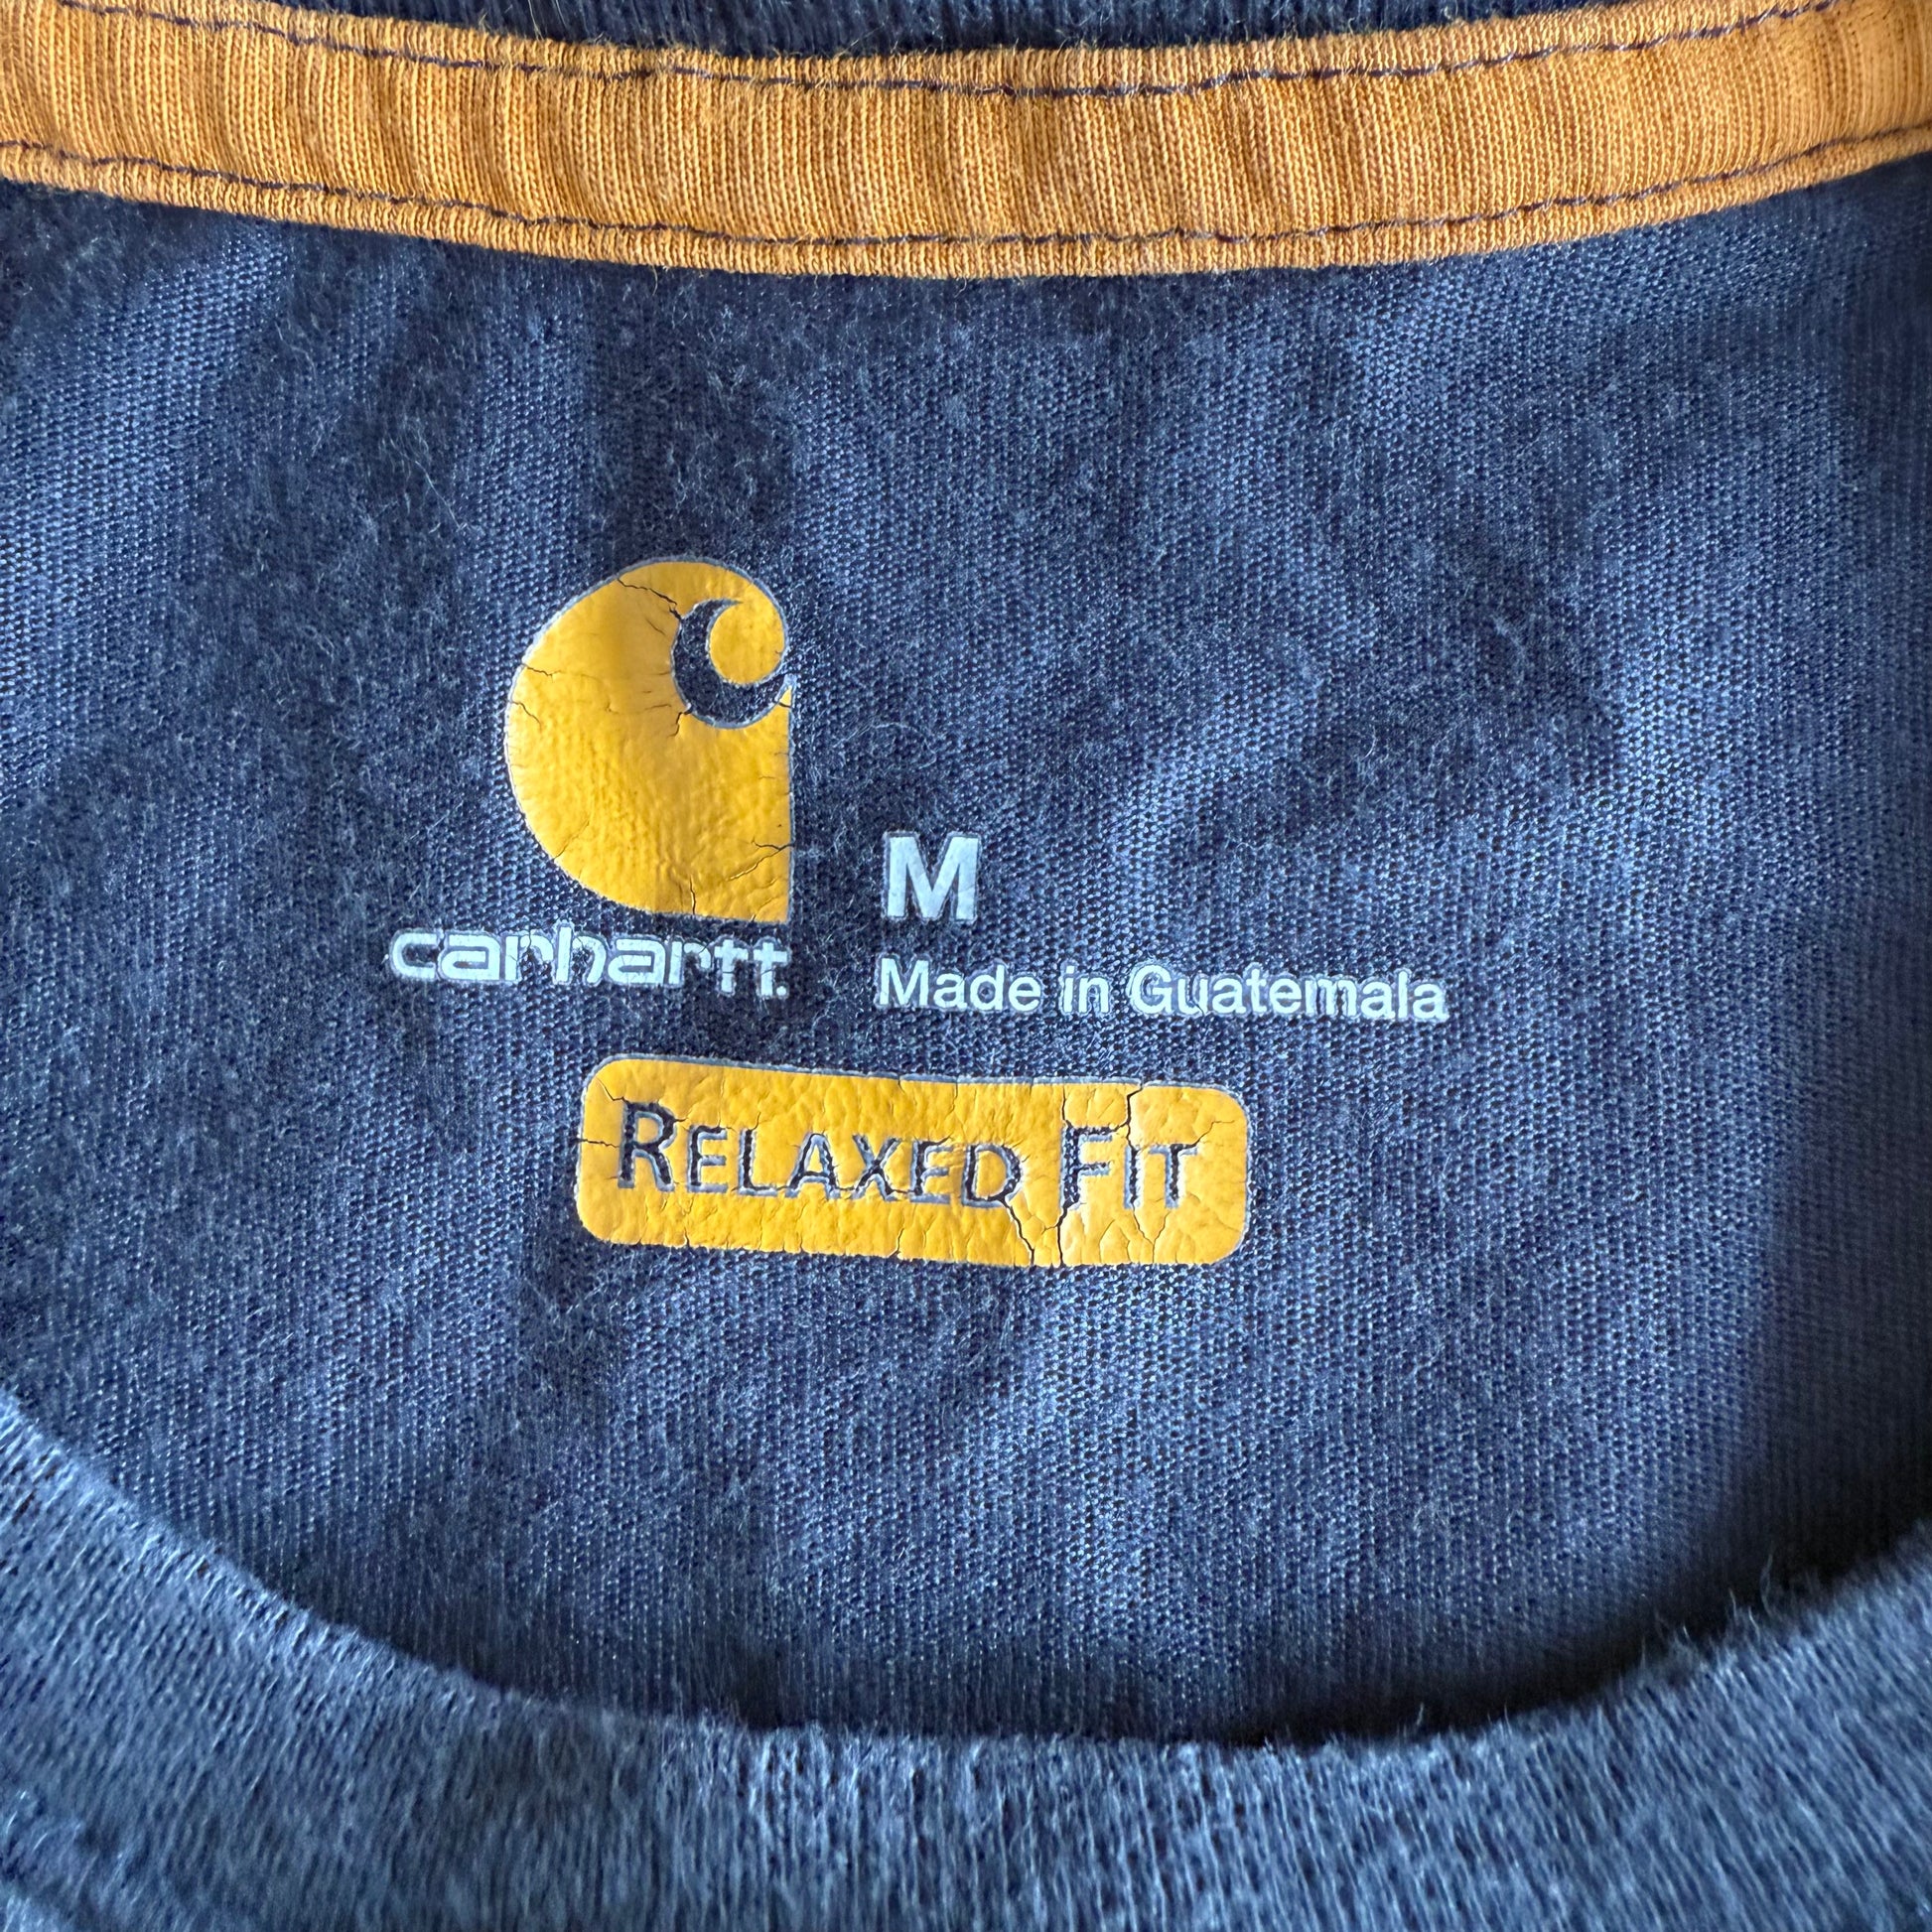 M
carhartt.
Made in Guatemala
RELAXED FIT